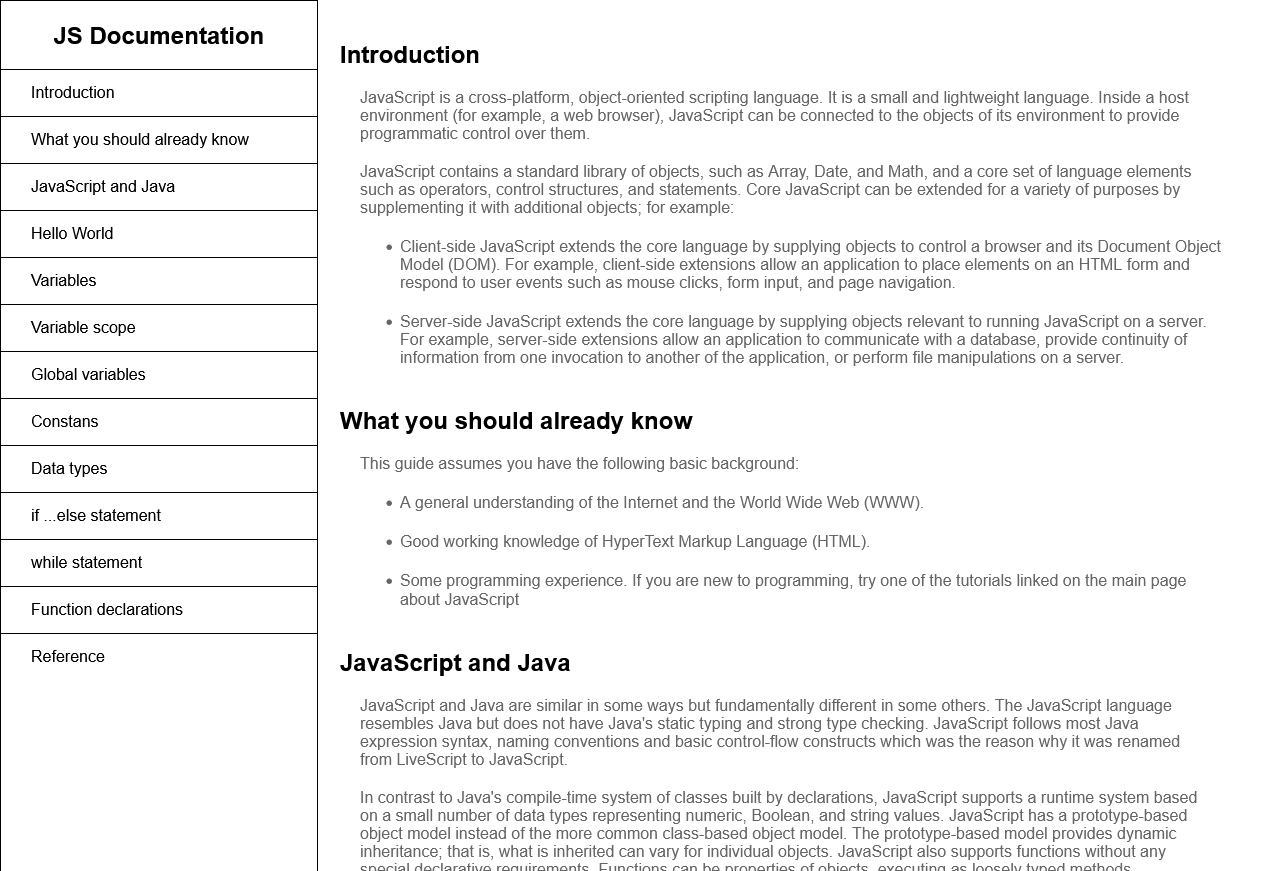 JS Documentation
Introduction
What you should already know
JavaScript and Java
Hello World
Variables
Variable scope
Global variables
Constans
Data types
if ...else statement
while statement
Function declarations
Reference
Introduction
JavaScript is a cross-platform, object-oriented scripting language. It is a small and lightweight language. Inside a host
environment (for example, a web browser), JavaScript can be connected to the objects of its environment to provide
programmatic control over them.
JavaScript contains a standard library of objects, such as Array, Date, and Math, and a core set of language elements
such as operators, control structures, and statements. Core JavaScript can be extended for a variety of purposes by
supplementing it with additional objects; for example:
• Client-side JavaScript extends the core language by supplying objects to control a browser and its Document Object
Model (DOM). For example, client-side extensions allow an application to place elements on an HTML form and
respond to user events such as mouse clicks, form input, and page navigation.
• Server-side JavaScript extends the core language by supplying objects relevant to running JavaScript on a server.
For example, server-side extensions allow an application to communicate with a database, provide continuity of
information from one invocation to another of the application, or perform file manipulations on a server.
What you should already know
This guide assumes you have the following basic background:
• A general understanding of the Internet and the World Wide Web (WWW).
• Good working knowledge of HyperText Markup Language (HTML).
• Some programming experience. If you are new to programming, try one of the tutorials linked on the main page
about JavaScript
JavaScript and Java
JavaScript and Java are similar in some ways but fundamentally different in some others. The JavaScript language
resembles Java but does not have Java's static typing and strong type checking. JavaScript follows most Java
expression syntax, naming conventions and basic control-flow constructs which was the reason why it was renamed
from LiveScript to JavaScript.
In contrast to Java's compile-time system of classes built by declarations, JavaScript supports a runtime system based
on a small number of data types representing numeric, Boolean, and string values. JavaScript has a prototype-based
object model instead of the more common class-based object model. The prototype-based model provides dynamic
inheritance; that is, what is inherited can vary for individual objects. JavaScript also supports functions without any
special declarative requirements. Functions can be properties of objects, executing as loosely typed methods.